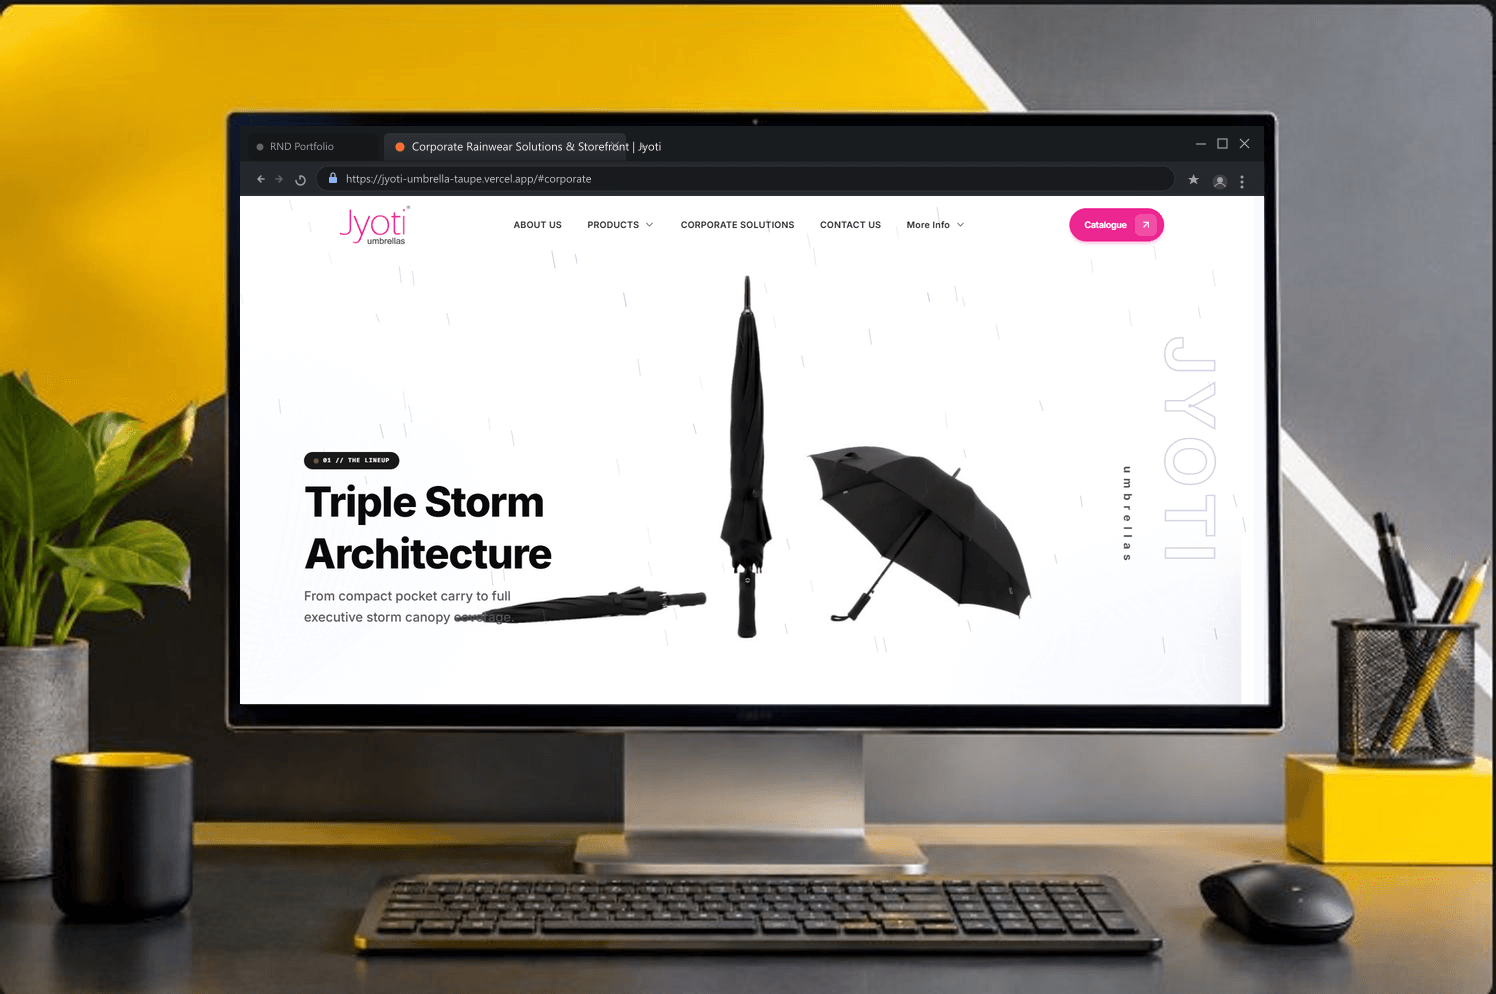 RND Portfolio
Corporate Rainwear Solutions & Storefront | Jyoti
https://jyoti-umbrella-taupe.vercel.app/#corporate
Jyoti
umbrellas
ABOUT US
PRODUCTS
CORPORATE SOLUTIONS
CONTACT US
More Info
Catalogue
01 // THE LINEUP
Triple Storm
Architecture
From compact pocket carry to full
executive storm canopy coverage.
JYOTI
umbrellas